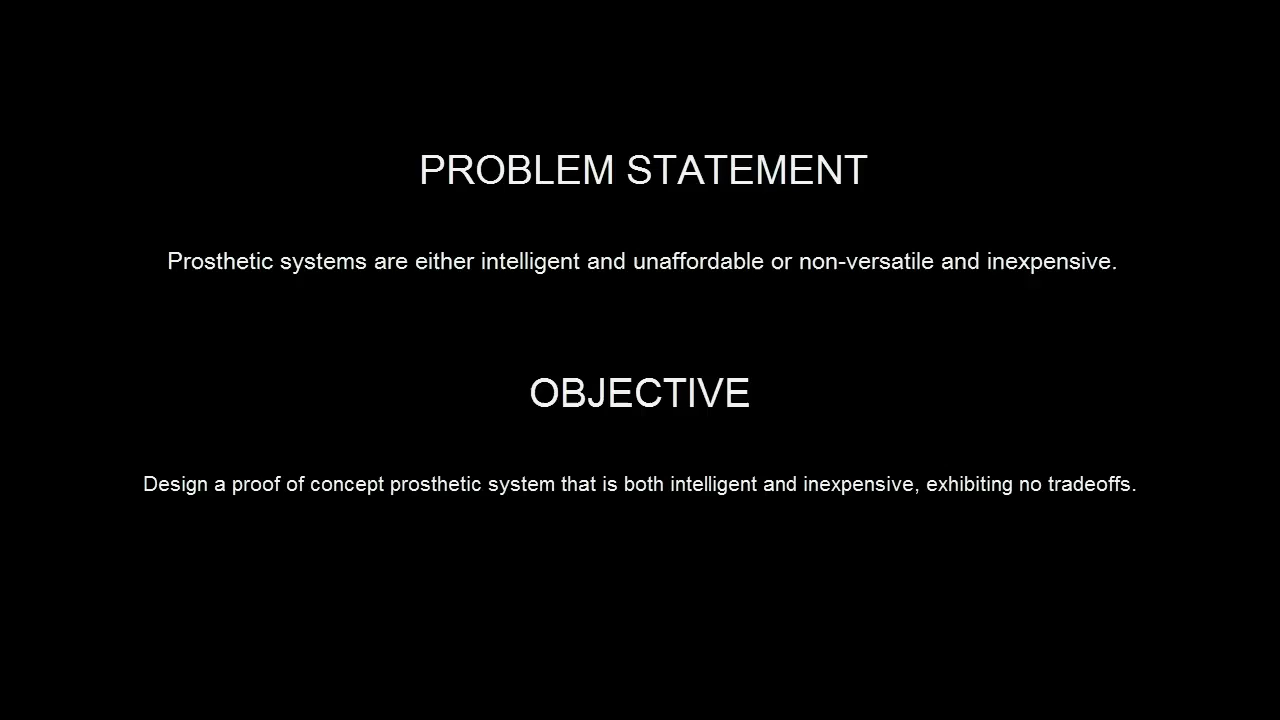 PROBLEM STATEMENT
Prosthetic systems are either intelligent and unaffordable or non-versatile and inexpensive.
OBJECTIVE
Design a proof of concept prosthetic system that is both intelligent and inexpensive, exhibiting no tradeoffs.